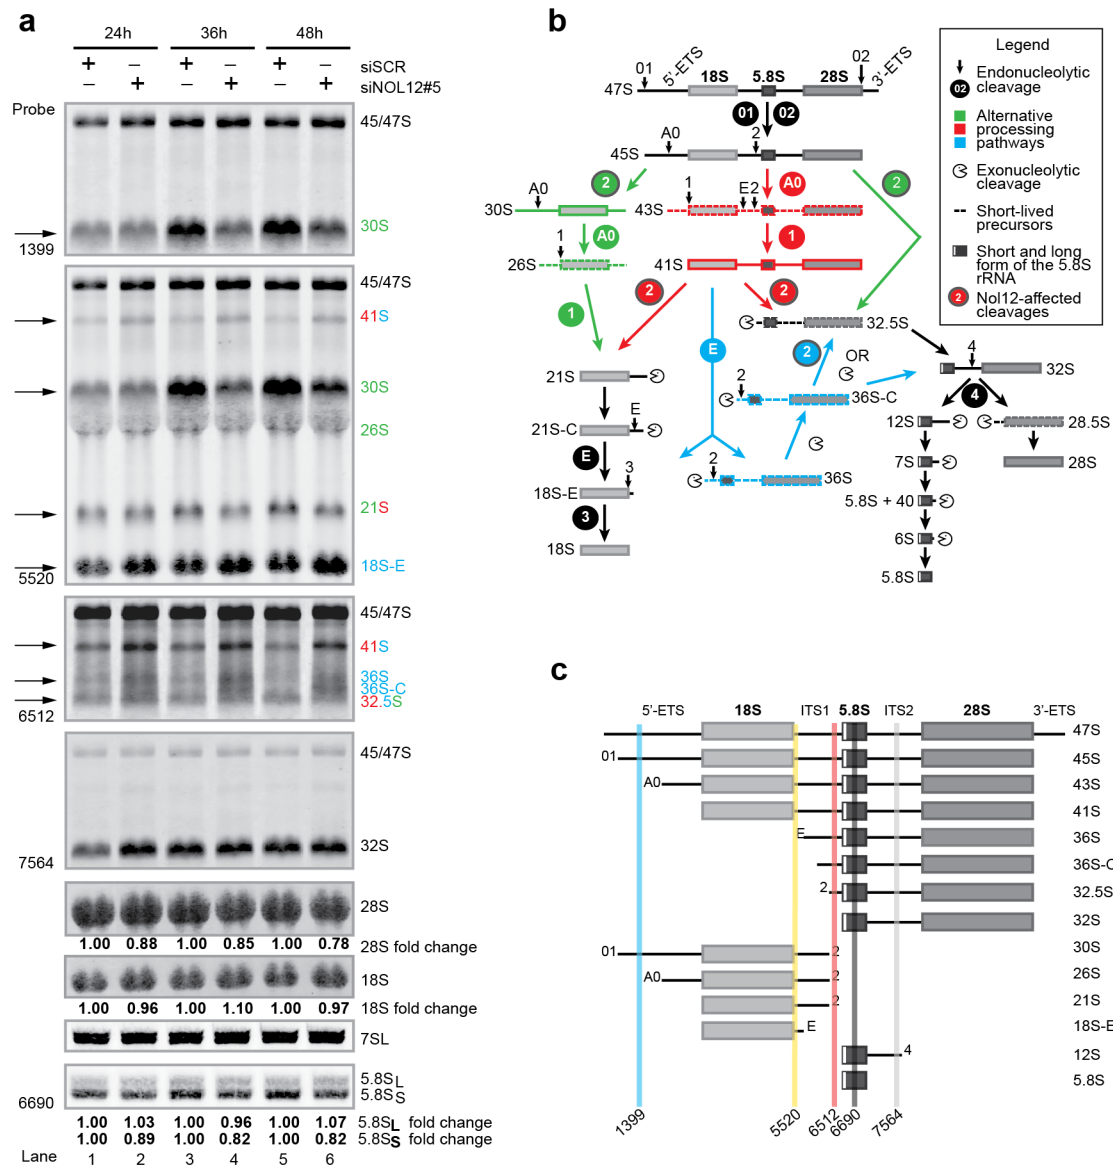 a
24h 36h 48h
+ – + – + – siSCR
– + – + – + siNOL12#5
Probe
45/47S
30S
1399
45/47S
41S
30S
26S
21S
18S-E
5520
45/47S
41S
36S
36S-C
32.5S
6512
45/47S
32S
7564
28S
1.00 0.88 1.00 0.85 1.00 0.78 28S fold change
18S
1.00 0.96 1.00 1.10 1.00 0.97 18S fold change
7SL
5.8SL
5.8SS
6690
1.00 1.03 1.00 0.96 1.00 1.07 5.8SL fold change
1.00 0.89 1.00 0.82 1.00 0.82 5.8SS fold change
Lane 1 2 3 4 5 6
b
01 5'-ETS 18S 5.8S 28S 02 3'-ETS
47S
01 02
A0 2
45S
2 A0 2
A0 1 E 2
30S 43S
A0 1
1
26S 41S
1 2 2
32.5S
E 2 OR
4
21S 32S
2 36S-C
4
E
21S-C 12S 28.5S
E 2
7S 28S
3 36S
18S-E 5.8S + 40
3
6S
18S
5.8S
Legend
Endonucleolytic
02 cleavage
Alternative
processing
pathways
Exonucleolytic
cleavage
Short-lived
precursors
Short and long
form of the 5.8S
rRNA
2 Nol12-affected
cleavages
c
5'-ETS 18S ITS1 5.8S ITS2 28S 3'-ETS
47S
01 45S
A0 43S
41S
E 36S
36S-C
2 32.5S
32S
01 2 30S
A0 2 26S
2 21S
E 18S-E
4 12S
5.8S
1399 5520 6512 6690 7564